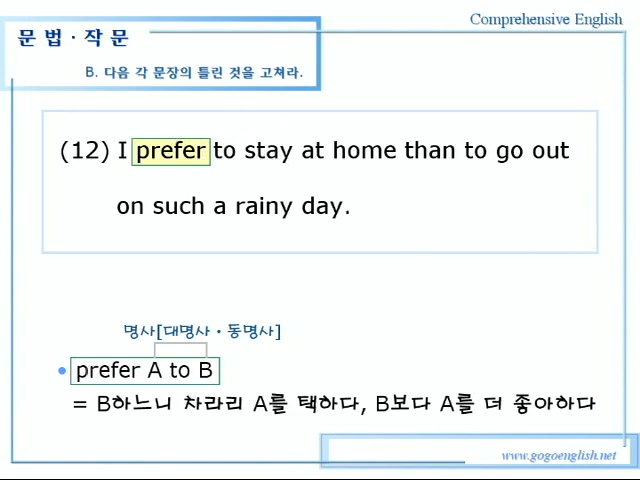 Comprehensive English
문 법 · 작 문
B. 다음 각 문장의 틀린 것을 고쳐라.
(12) I prefer to stay at home than to go out
on such a rainy day.
명사[대명사 · 동명사]
• prefer A to B
= B하느니 차라리 A를 택하다, B보다 A를 더 좋아하다
www.gogoenglish.net